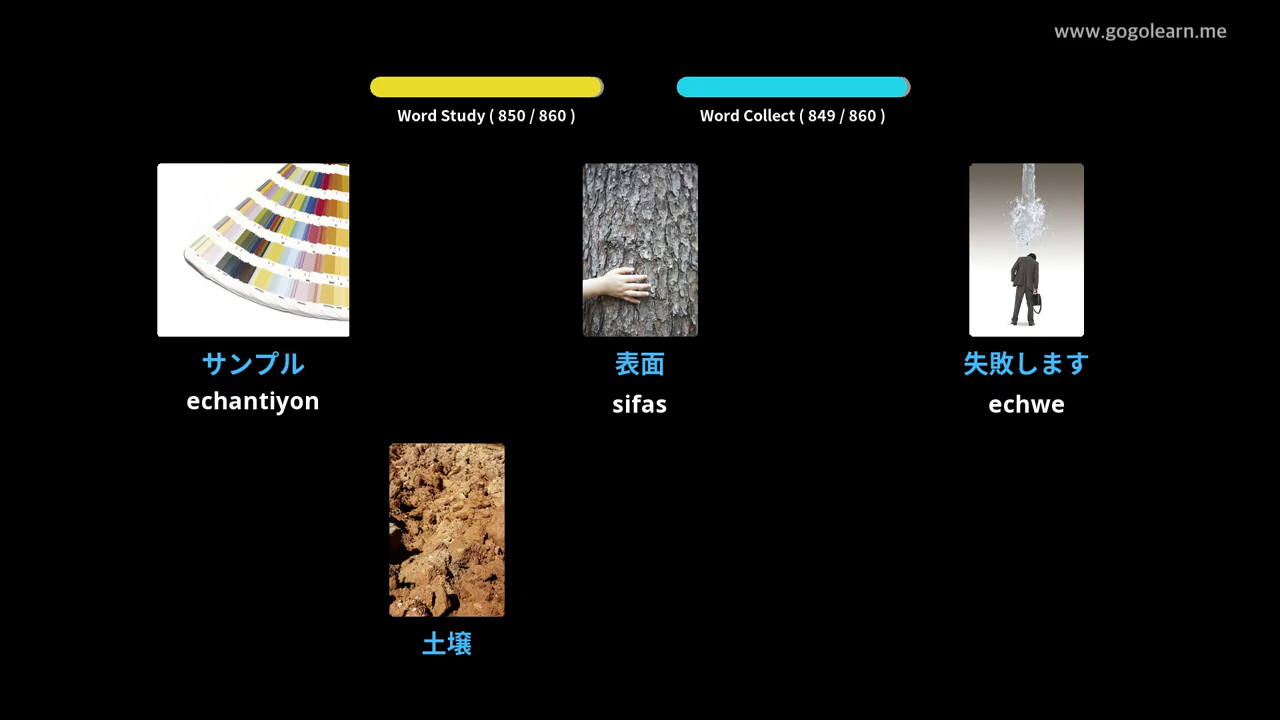 www.gogolearn.me
Word Study ( 850 / 860 )
Word Collect ( 849 / 860 )
サンプル
echantiyon
表面
sifas
失敗します
echwe
土壌